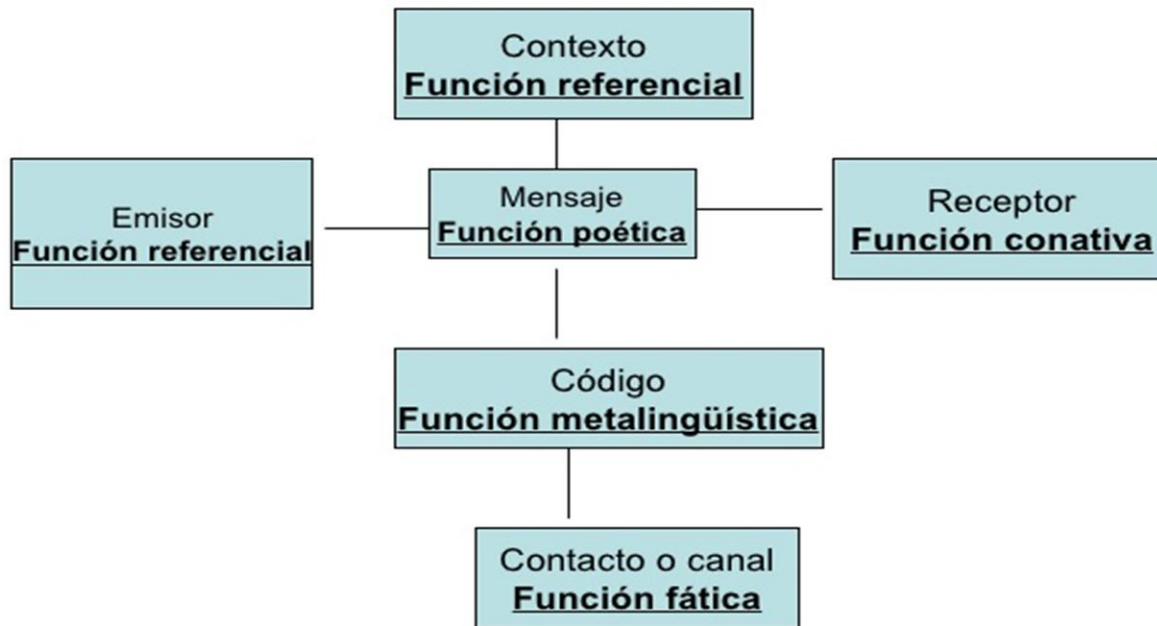 Contexto
Función referencial
Emisor
Función referencial
Mensaje
Función poética
Receptor
Función conativa
Código
Función metalingüística
Contacto o canal
Función fática